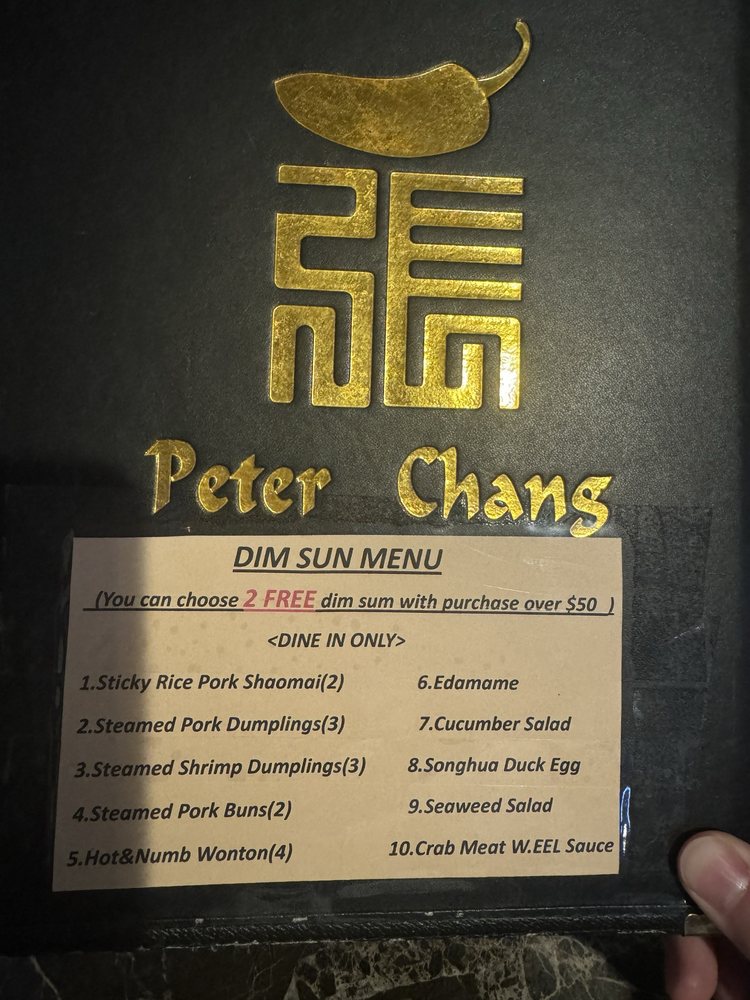 張
Peter Chang
DIM SUN MENU
(You can choose 2 FREE dim sum with purchase over $50 )
<DINE IN ONLY>
1.Sticky Rice Pork Shaomai(2)
2.Steamed Pork Dumplings(3)
3.Steamed Shrimp Dumplings(3)
4.Steamed Pork Buns(2)
5.Hot&Numb Wonton(4)
6.Edamame
7.Cucumber Salad
8.Songhua Duck Egg
9.Seaweed Salad
10.Crab Meat W.EEL Sauce